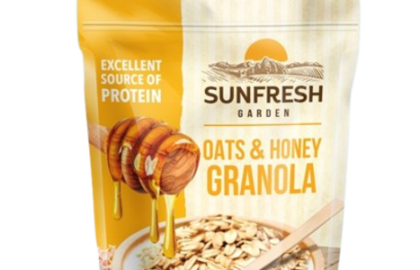 EXCELLENT
SOURCE OF
PROTEIN
SUNFRESH
GARDEN
OATS & HONEY
GRANOLA